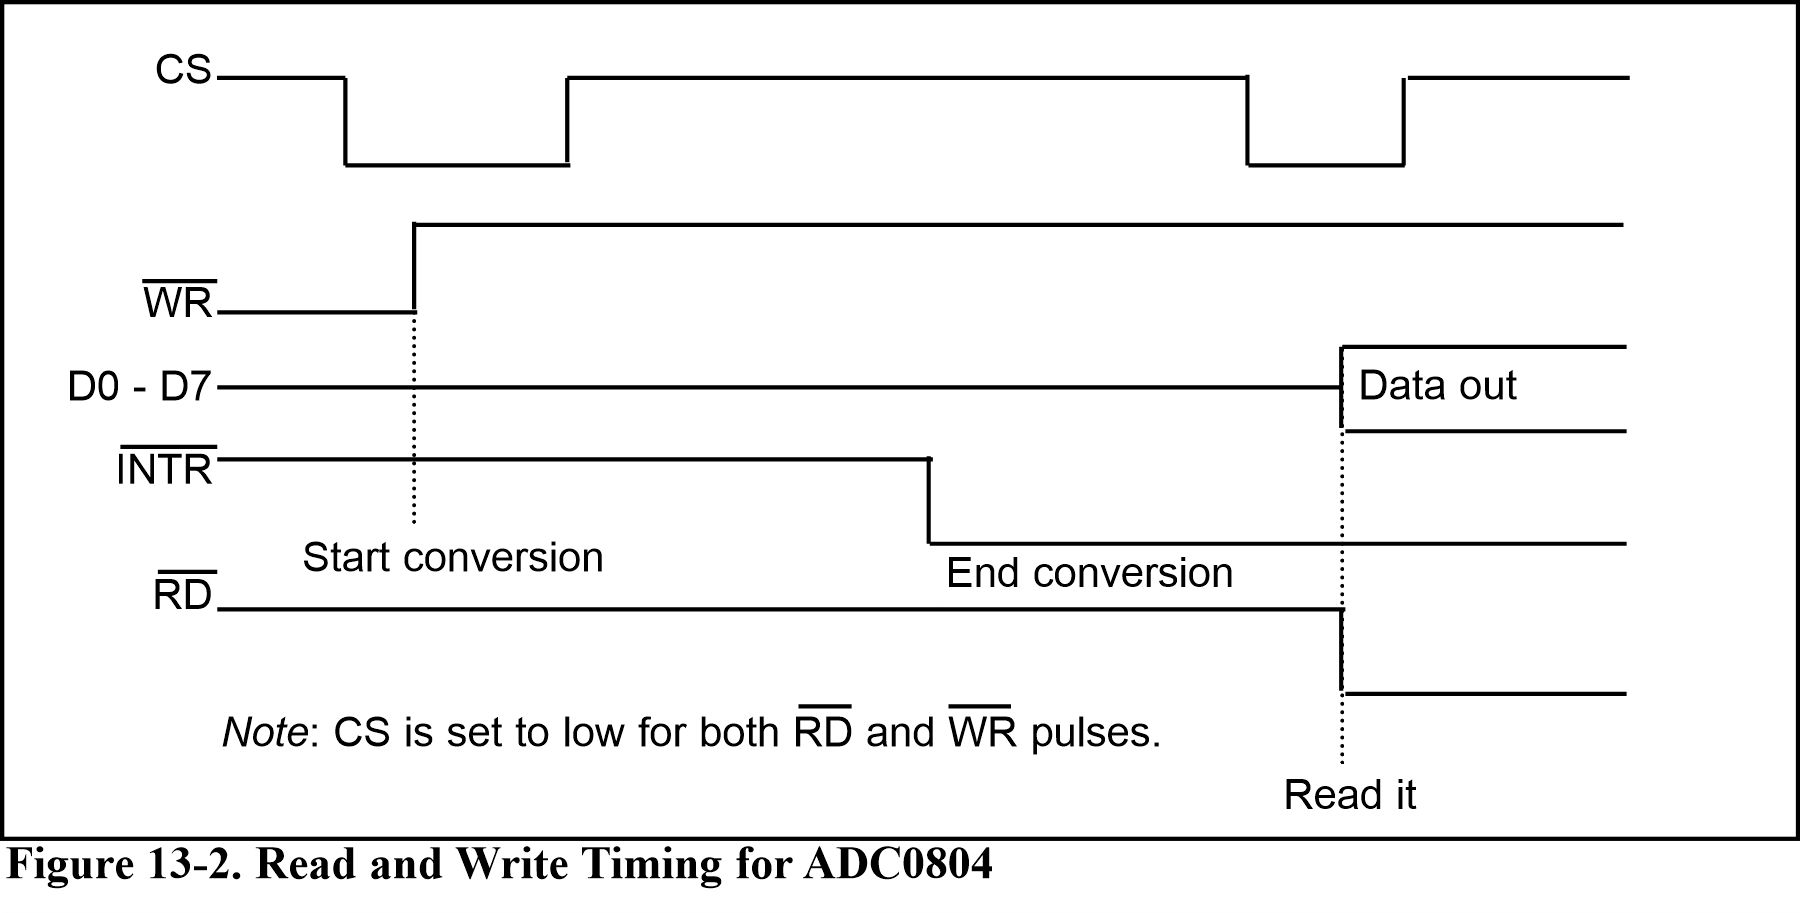 CS
WR
D0 - D7
Data out
INTR
Start conversion
End conversion
RD
Note: CS is set to low for both RD and WR pulses.
Read it
Figure 13-2. Read and Write Timing for ADC0804